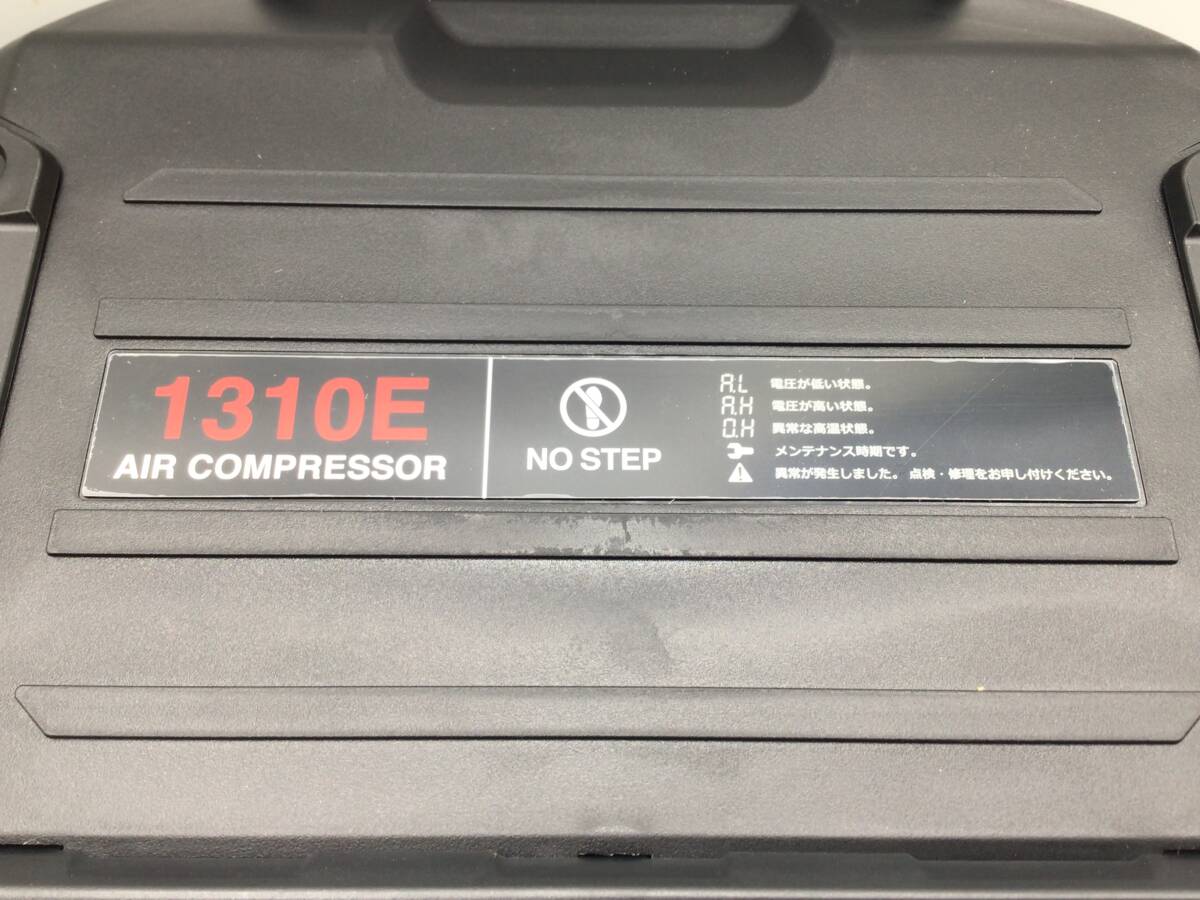 1310E
AIR COMPRESSOR
NO STEP
A.L 電圧が低い状態。
A.H 電圧が高い状態。
O.H 異常な高温状態。
メンテナンス時期です。
異常が発生しました。点検・修理をお申し付けください。